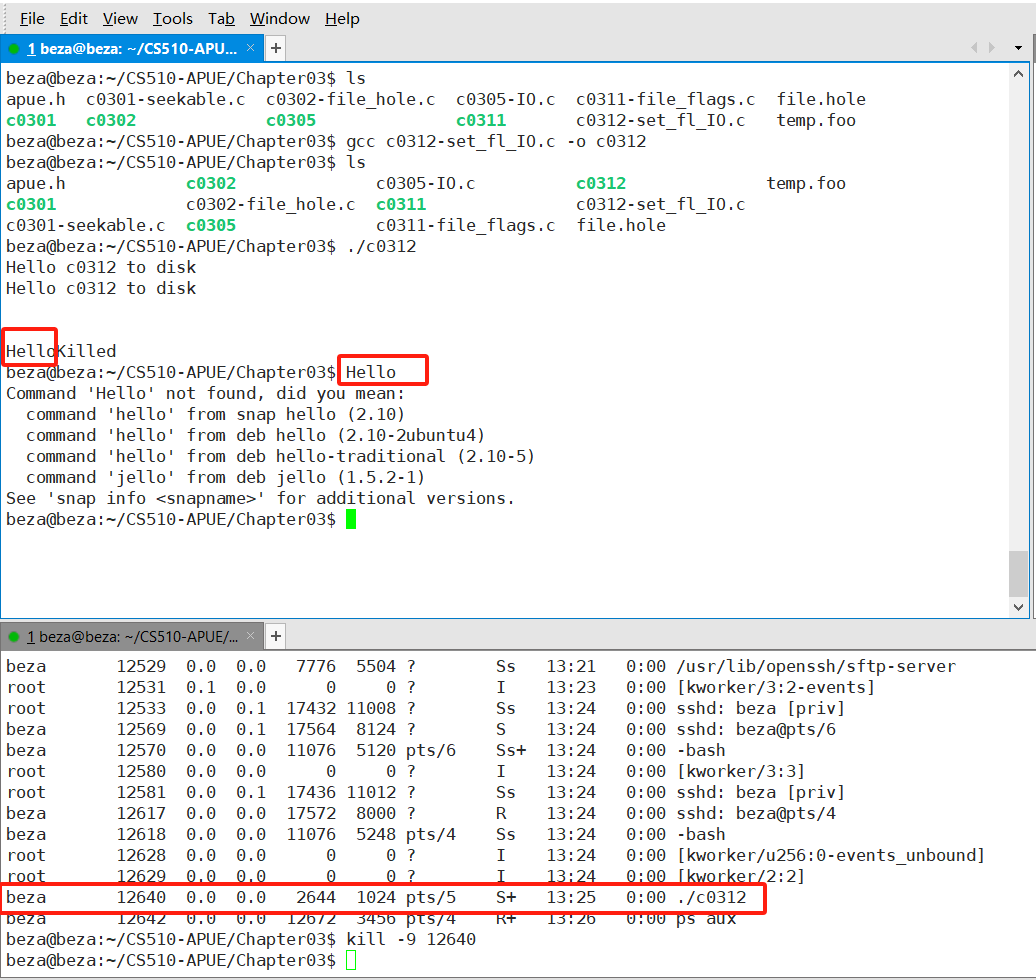 File Edit View Tools Tab Window Help
1 beza@beza: ~/CS510-APU... × +
beza@beza:~/CS510-APUE/Chapter03$ ls
apue.h c0301-seekable.c c0302-file_hole.c c0305-IO.c c0311-file_flags.c file.hole
c0301 c0302 c0305 c0311 c0312-set_fl_IO.c temp.foo
beza@beza:~/CS510-APUE/Chapter03$ gcc c0312-set_fl_IO.c -o c0312
beza@beza:~/CS510-APUE/Chapter03$ ls
apue.h c0302 c0305-IO.c c0312 temp.foo
c0301 c0302-file_hole.c c0311 c0312-set_fl_IO.c
c0301-seekable.c c0305 c0311-file_flags.c file.hole
beza@beza:~/CS510-APUE/Chapter03$ ./c0312
Hello c0312 to disk
Hello c0312 to disk
HelloKilled
beza@beza:~/CS510-APUE/Chapter03$ Hello
Command 'Hello' not found, did you mean:
command 'hello' from snap hello (2.10)
command 'hello' from deb hello (2.10-2ubuntu4)
command 'hello' from deb hello-traditional (2.10-5)
command 'jello' from deb jello (1.5.2-1)
See 'snap info <snapname>' for additional versions.
beza@beza:~/CS510-APUE/Chapter03$
1 beza@beza: ~/CS510-APUE/... × +
beza 12529 0.0 0.0 7776 5504 ? Ss 13:21 0:00 /usr/lib/openssh/sftp-server
root 12531 0.1 0.0 0 0 ? I 13:23 0:00 [kworker/3:2-events]
root 12533 0.0 0.1 17432 11008 ? Ss 13:24 0:00 sshd: beza [priv]
beza 12569 0.0 0.1 17564 8124 ? S 13:24 0:00 sshd: beza@pts/6
beza 12570 0.0 0.0 11076 5120 pts/6 Ss+ 13:24 0:00 -bash
root 12580 0.0 0.0 0 0 ? I 13:24 0:00 [kworker/3:3]
root 12581 0.0 0.1 17436 11012 ? Ss 13:24 0:00 sshd: beza [priv]
beza 12617 0.0 0.0 17572 8000 ? R 13:24 0:00 sshd: beza@pts/4
beza 12618 0.0 0.0 11076 5248 pts/4 Ss 13:24 0:00 -bash
root 12628 0.0 0.0 0 0 ? I 13:24 0:00 [kworker/u256:0-events_unbound]
root 12629 0.0 0.0 0 0 ? I 13:24 0:00 [kworker/2:2]
beza 12640 0.0 0.0 2644 1024 pts/5 S+ 13:25 0:00 ./c0312
beza 12642 0.0 0.0 12672 3456 pts/4 R+ 13:26 0:00 ps aux
beza@beza:~/CS510-APUE/Chapter03$ kill -9 12640
beza@beza:~/CS510-APUE/Chapter03$